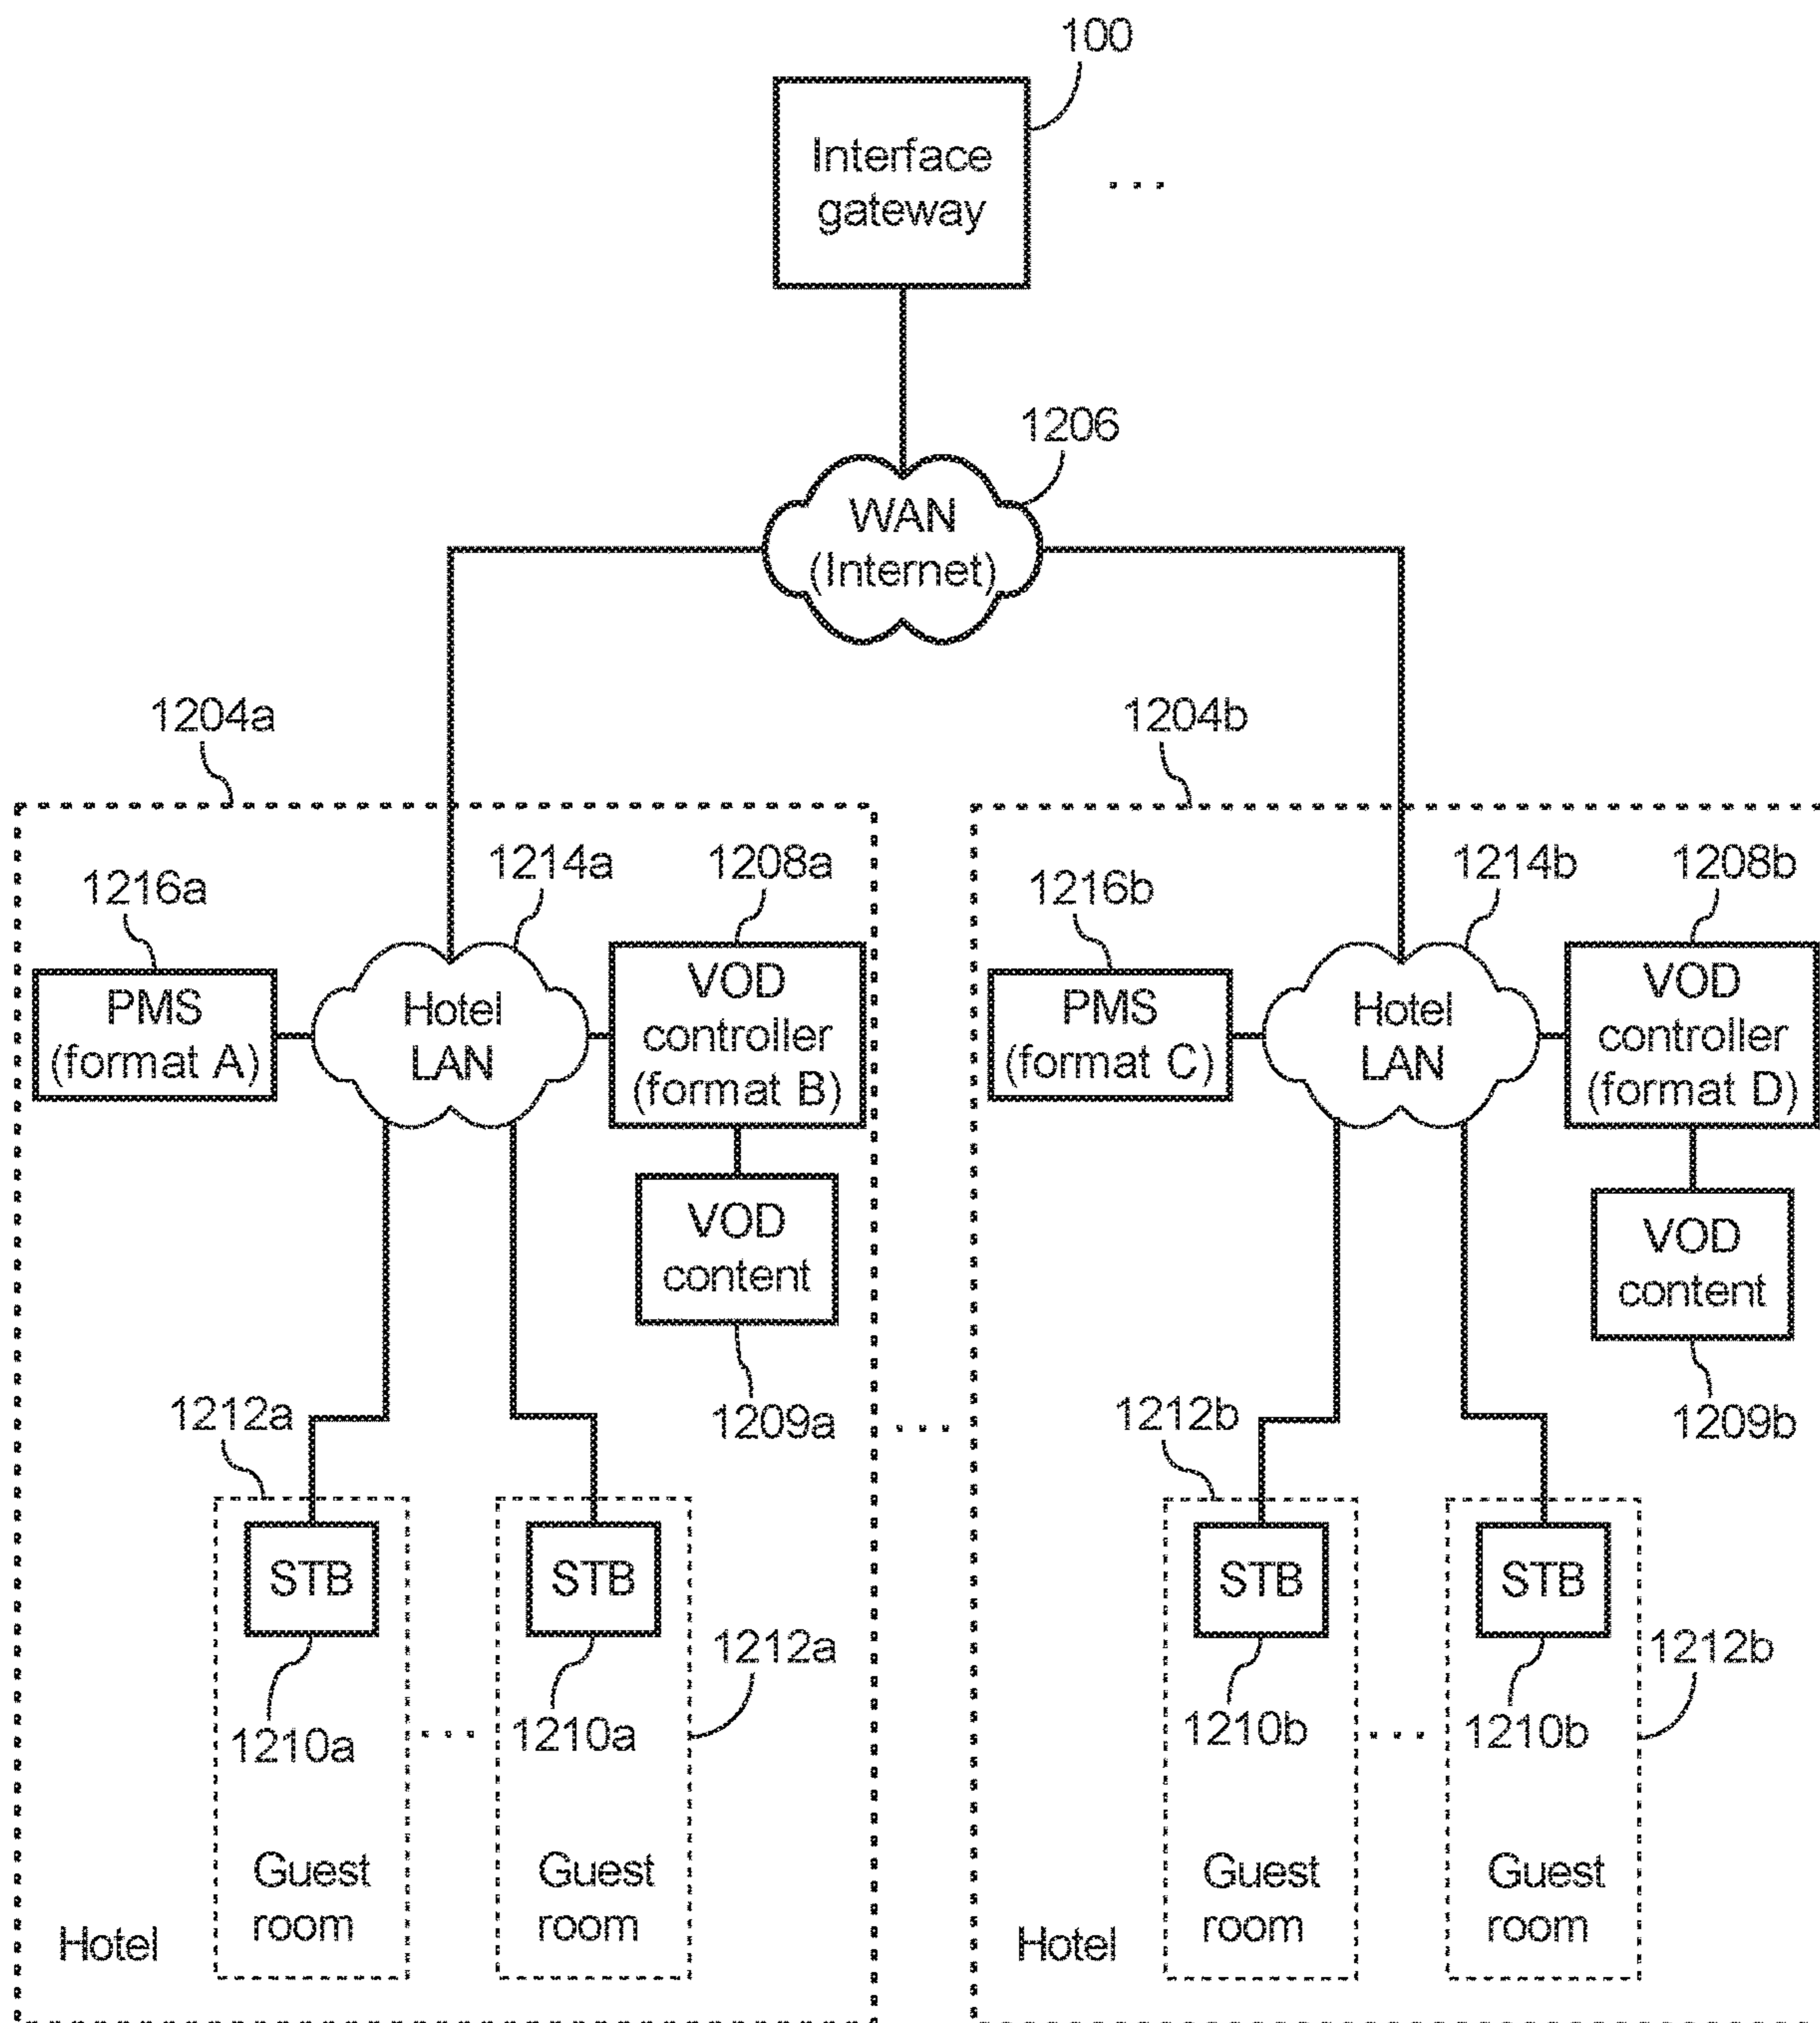 100
Interface
gateway
...
1206
WAN
(Internet)
1204a
1204b
1216a
1214a
1208a
PMS
(format A)
Hotel
LAN
VOD
controller
(format B)
VOD
content
1209a
1212a
STB
STB
1212a
1210a
...
1210a
Guest
room
Guest
room
Hotel
...
1216b
1214b
1208b
PMS
(format C)
Hotel
LAN
VOD
controller
(format D)
VOD
content
1209b
1212b
STB
STB
1212b
1210b
...
1210b
Guest
room
Guest
room
Hotel